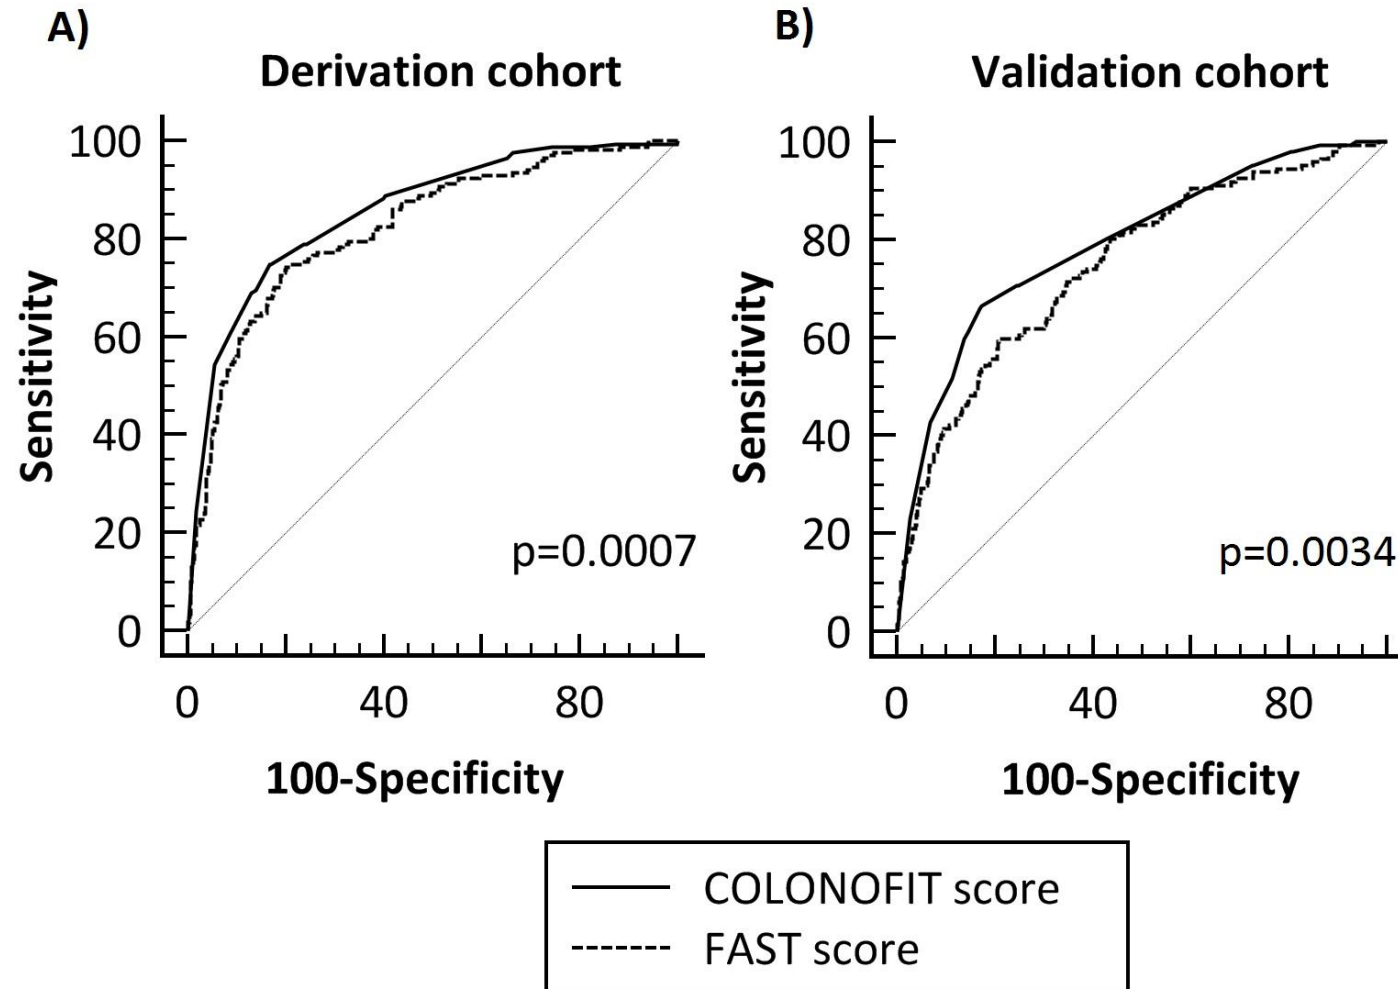 A)
Derivation cohort
Sensitivity
100
80
60
40
20
0
p=0.0007
0 40 80
100-Specificity
B)
Validation cohort
Sensitivity
100
80
60
40
20
0
p=0.0034
0 40 80
100-Specificity
COLONOFIT score
FAST score